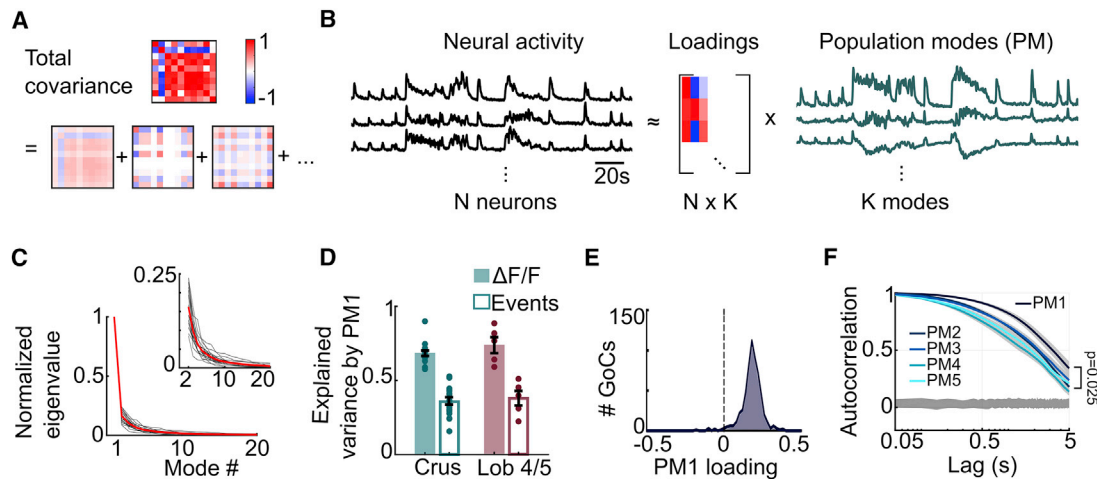 A
Total
covariance
1
-1
=
+
+
+ ...
B
Neural activity
Loadings
Population modes (PM)
≈
x
20s
N neurons
N x K
K modes
C
Normalized
eigenvalue
1
0.5
0
1
10
20
Mode #
0.25
0
2
10
20
D
ΔF/F
Events
Explained
variance by PM1
1
0.5
0
Crus
Lob 4/5
E
# GoCs
150
0
-0.5
0
0.5
PM1 loading
F
Autocorrelation
1
0.5
0
PM1
PM2
PM3
PM4
PM5
p=0.025
0.05
0.5
5
Lag (s)